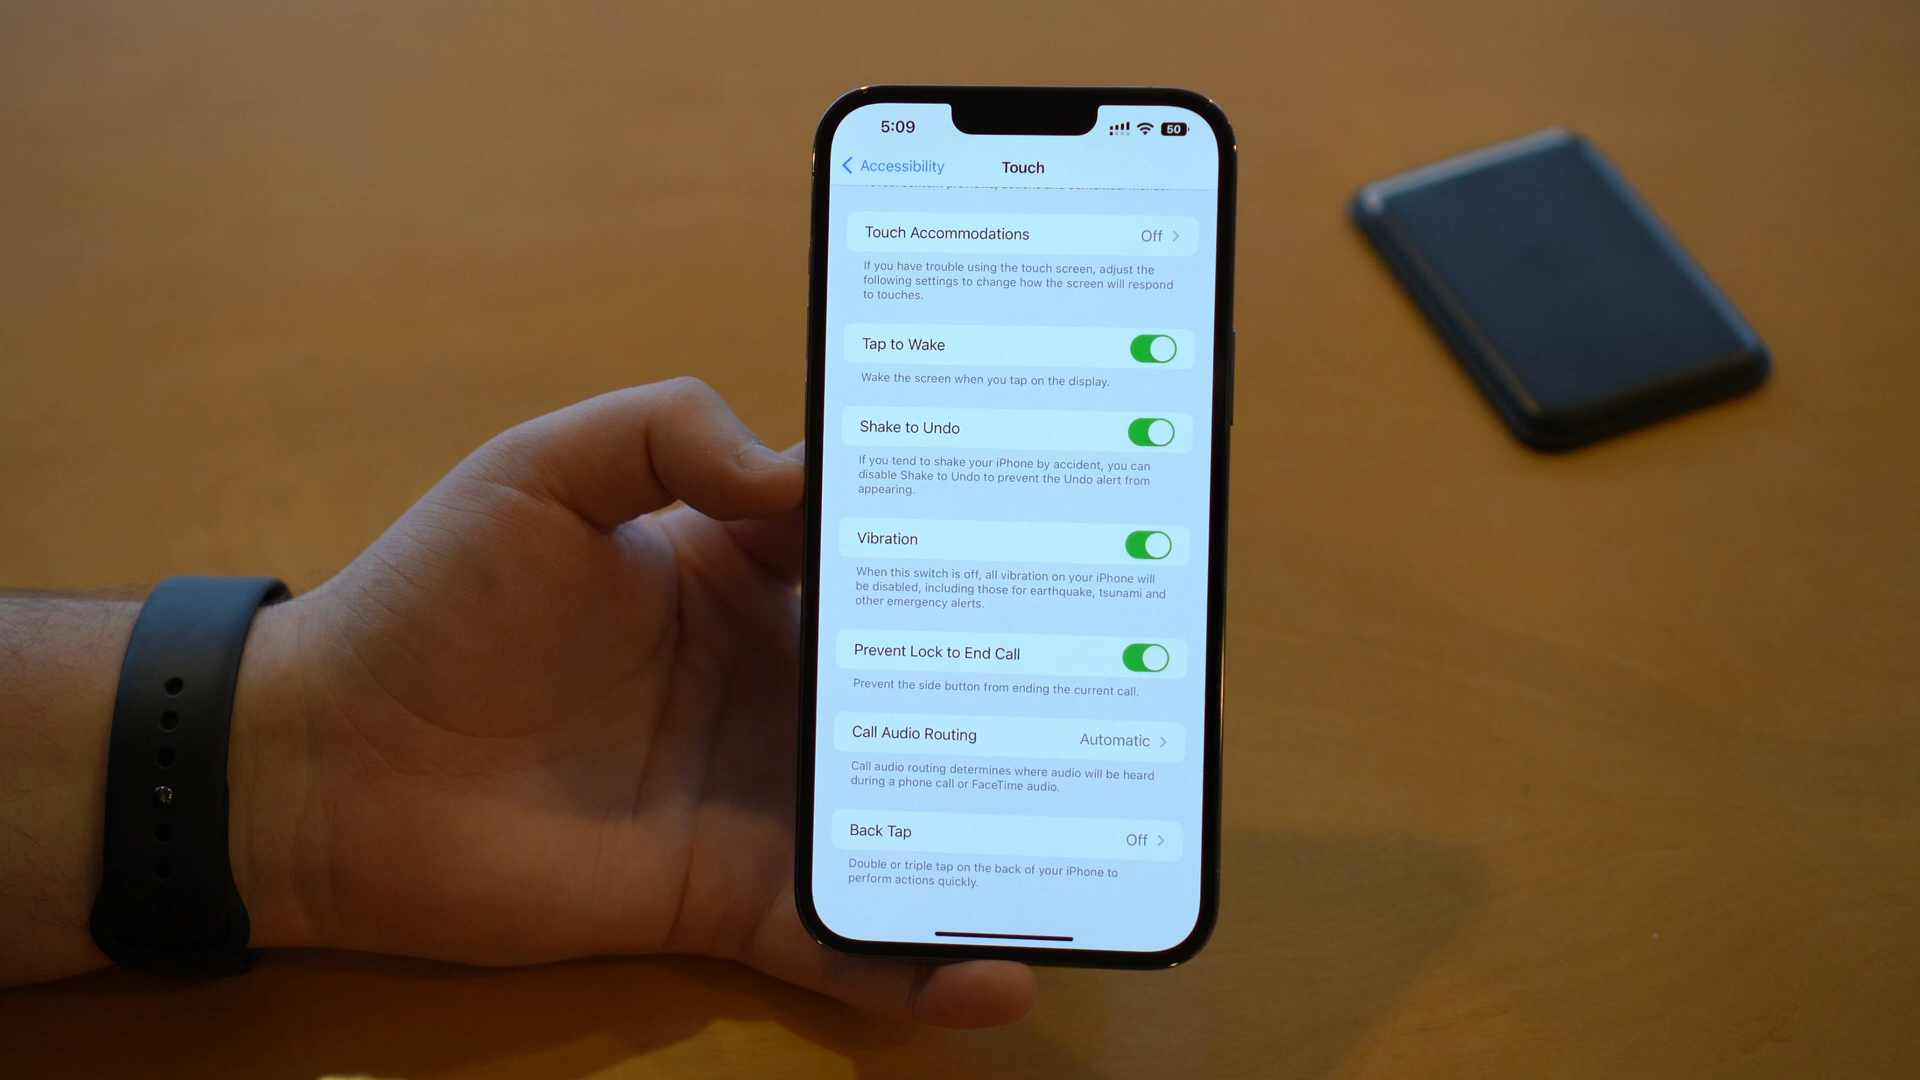 5:09
50
Accessibility
Touch
Touch Accommodations
Off
If you have trouble using the touch screen, adjust the
following settings to change how the screen will respond
to touches.
Tap to Wake
Wake the screen when you tap on the display.
Shake to Undo
If you tend to shake your iPhone by accident, you can
disable Shake to Undo to prevent the Undo alert from
appearing.
Vibration
When this switch is off, all vibration on your iPhone will
be disabled, including those for earthquake, tsunami and
other emergency alerts.
Prevent Lock to End Call
Prevent the side button from ending the current call.
Call Audio Routing
Automatic
Call audio routing determines where audio will be heard
during a phone call or FaceTime audio.
Back Tap
Off
Double or triple tap on the back of your iPhone to
perform actions quickly.